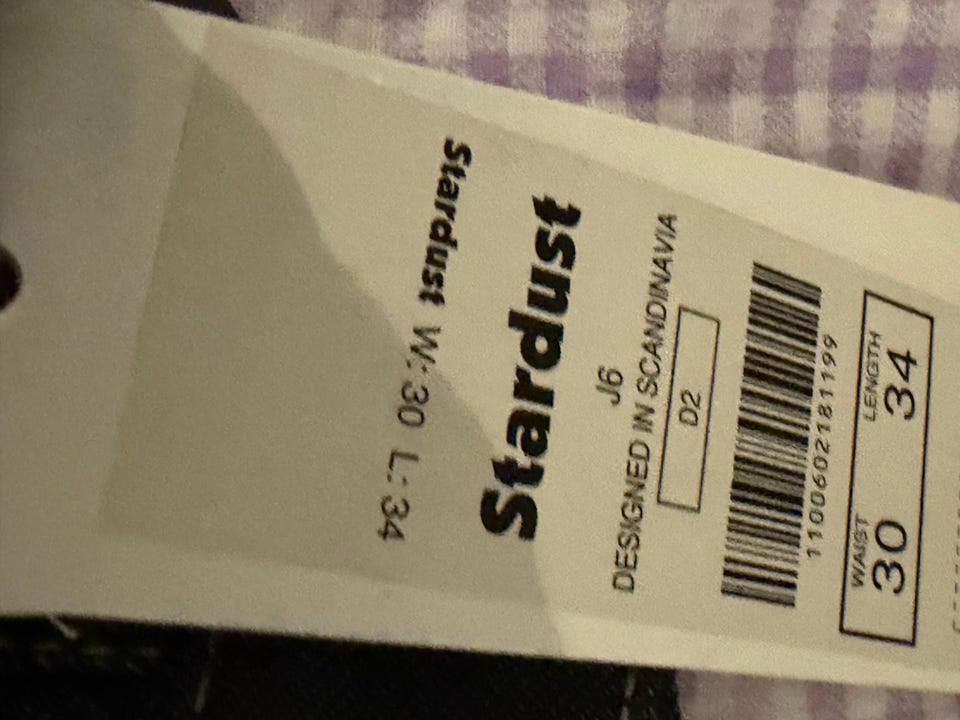 Stardust W: 30 L: 34
Stardust
J6
DESIGNED IN SCANDINAVIA
D2
1100602181199
WAIST LENGTH
30 34